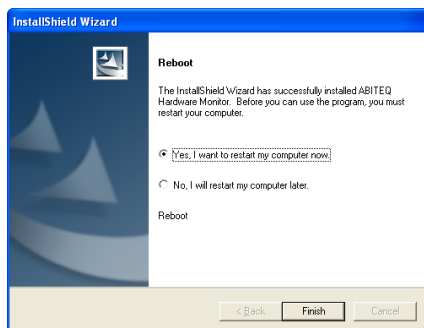 InstallShield Wizard
Reboot
The InstallShield Wizard has successfully installed ABITEQ
Hardware Monitor. Before you can use the program, you must
restart your computer.
Yes, I want to restart my computer now.
No, I will restart my computer later.
Reboot
< Back Finish Cancel